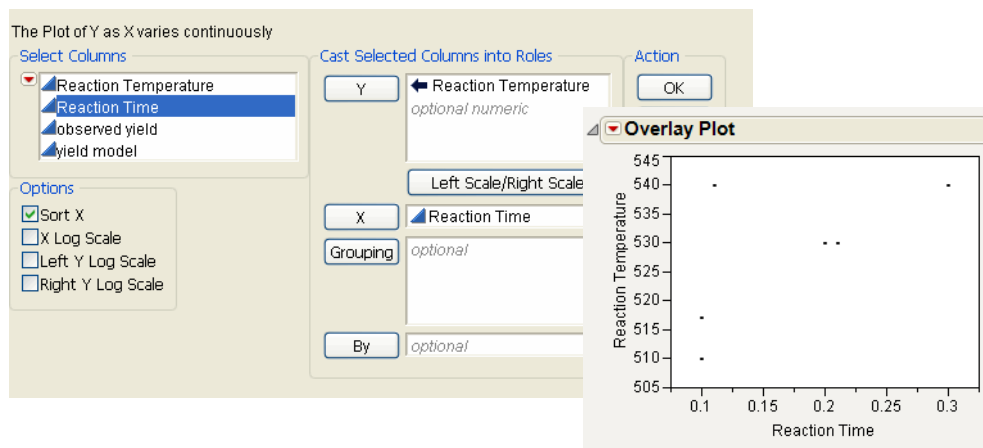 The Plot of Y as X varies continuously
Select Columns
Reaction Temperature
Reaction Time
observed yield
yield model
Options
Sort X
X Log Scale
Left Y Log Scale
Right Y Log Scale
Cast Selected Columns into Roles
Y
Reaction Temperature
optional numeric
Left Scale/Right Scale
X
Reaction Time
Grouping
optional
By
optional
Action
OK
Overlay Plot
Reaction Temperature
545
540
535
530
525
520
515
510
505
0.1 0.15 0.2 0.25 0.3
Reaction Time